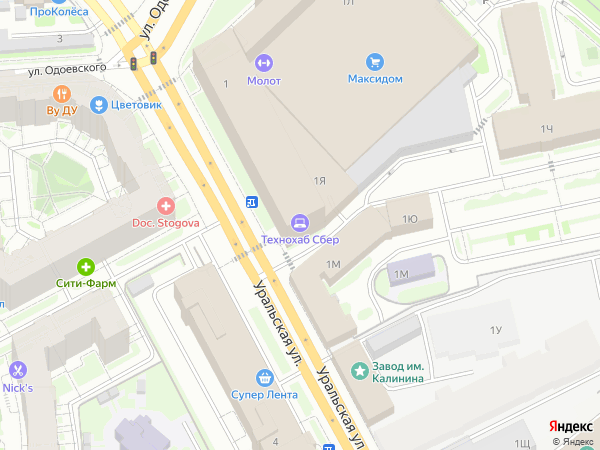 ПроКолёса
3
ул. Одоевского
ул. Одо
1
Молот
1Л
Максидом
1Ч
Ву ДУ
Цветовик
1Я
Doc. Stogova
Технохаб Сбер
1Ю
1М
1М
Сити-Фарм
Уральская ул.
Уральская ул
1У
Nick's
Супер Лента
4
Завод им.
Калинина
1Щ
Яндекс
© Яндекс